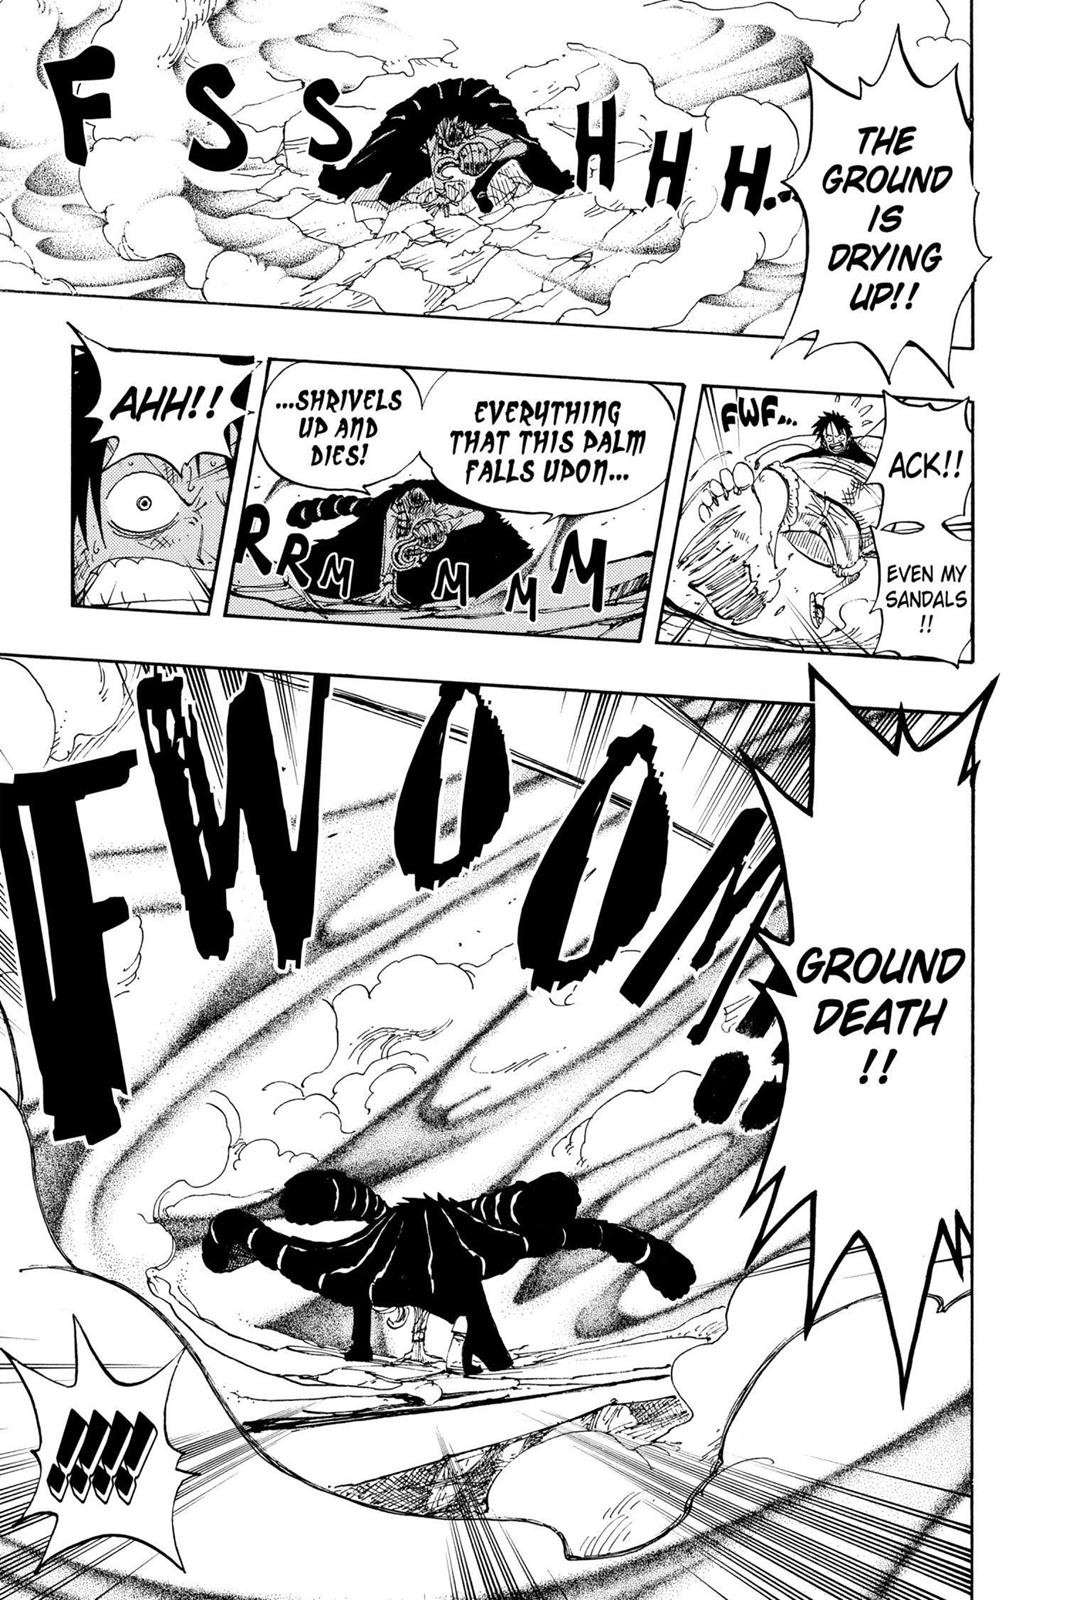 FSSHHH...
THE
GROUND
IS
DRYING
UP!!
ACK!!
EVEN MY
SANDALS
!!
FWF...
EVERYTHING
THAT THIS PALM
FALLS UPON...
...SHRIVELS
UP AND
DIES!
RRMMMMM
AHH!!
GROUND
DEATH
!!
FWOOM!!
!!!!